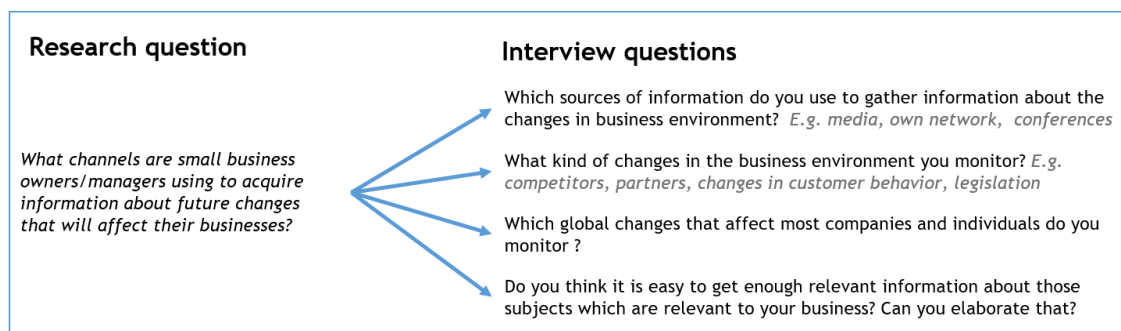 Research question
Interview questions
Which sources of information do you use to gather information about the
changes in business environment? E.g. media, own network, conferences
What channels are small business
owners/managers using to acquire
information about future changes
that will affect their businesses?
What kind of changes in the business environment you monitor? E.g.
competitors, partners, changes in customer behavior, legislation
Which global changes that affect most companies and individuals do you
monitor ?
Do you think it is easy to get enough relevant information about those
subjects which are relevant to your business? Can you elaborate that?